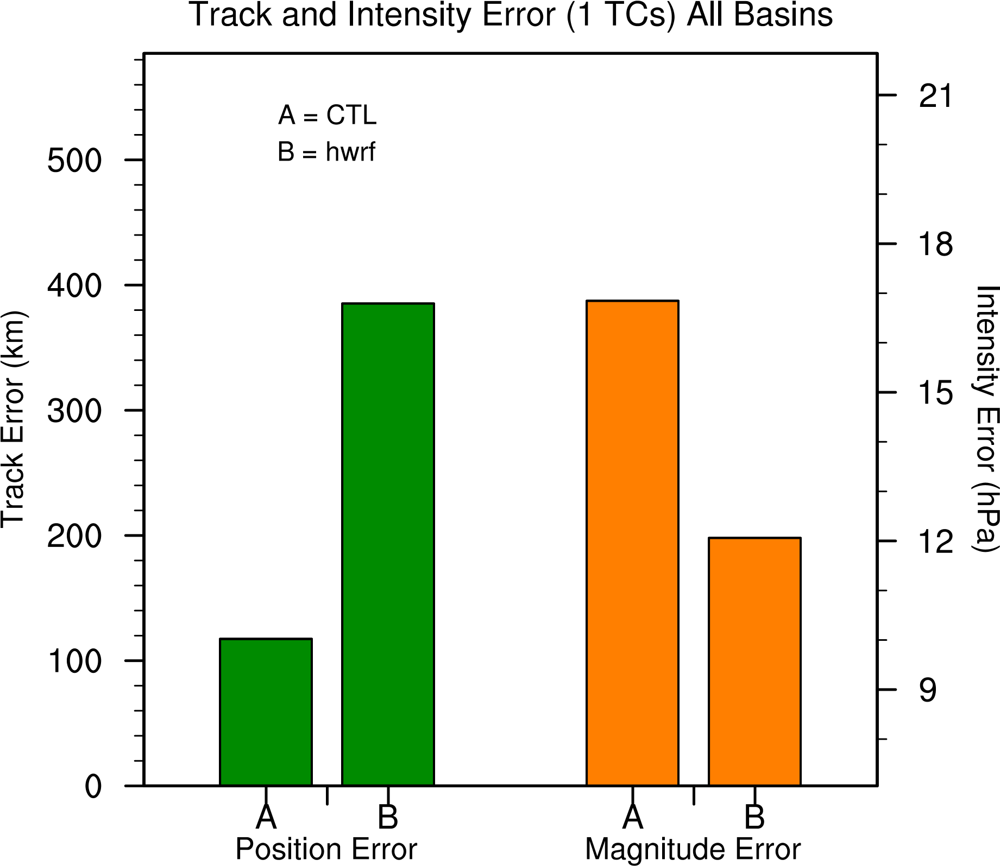 Track and Intensity Error (1 TCs) All Basins
A = CTL
B = hwrf
500
400
300
200
100
0
Track Error (km)
21
18
15
12
9
Intensity Error (hPa)
A B A B
Position Error Magnitude Error